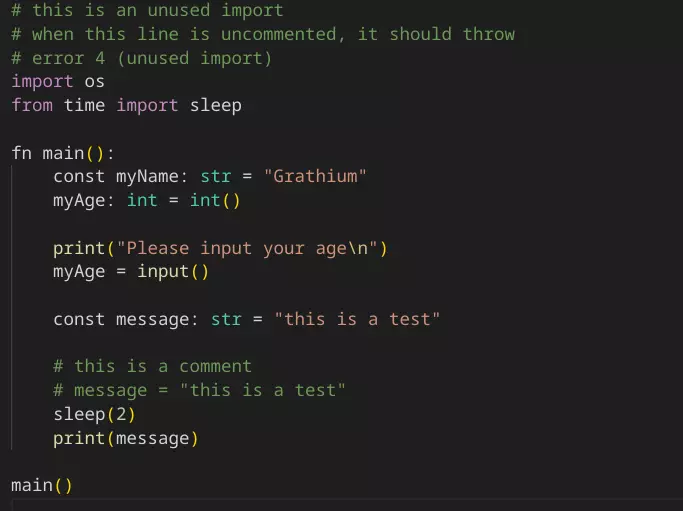 # this is an unused import
# when this line is uncommented, it should throw
# error 4 (unused import)
import os
from time import sleep
fn main():
const myName: str = "Grathium"
myAge: int = int()
print("Please input your age\n")
myAge = input()
const message: str = "this is a test"
# this is a comment
# message = "this is a test"
sleep(2)
print(message)
main()